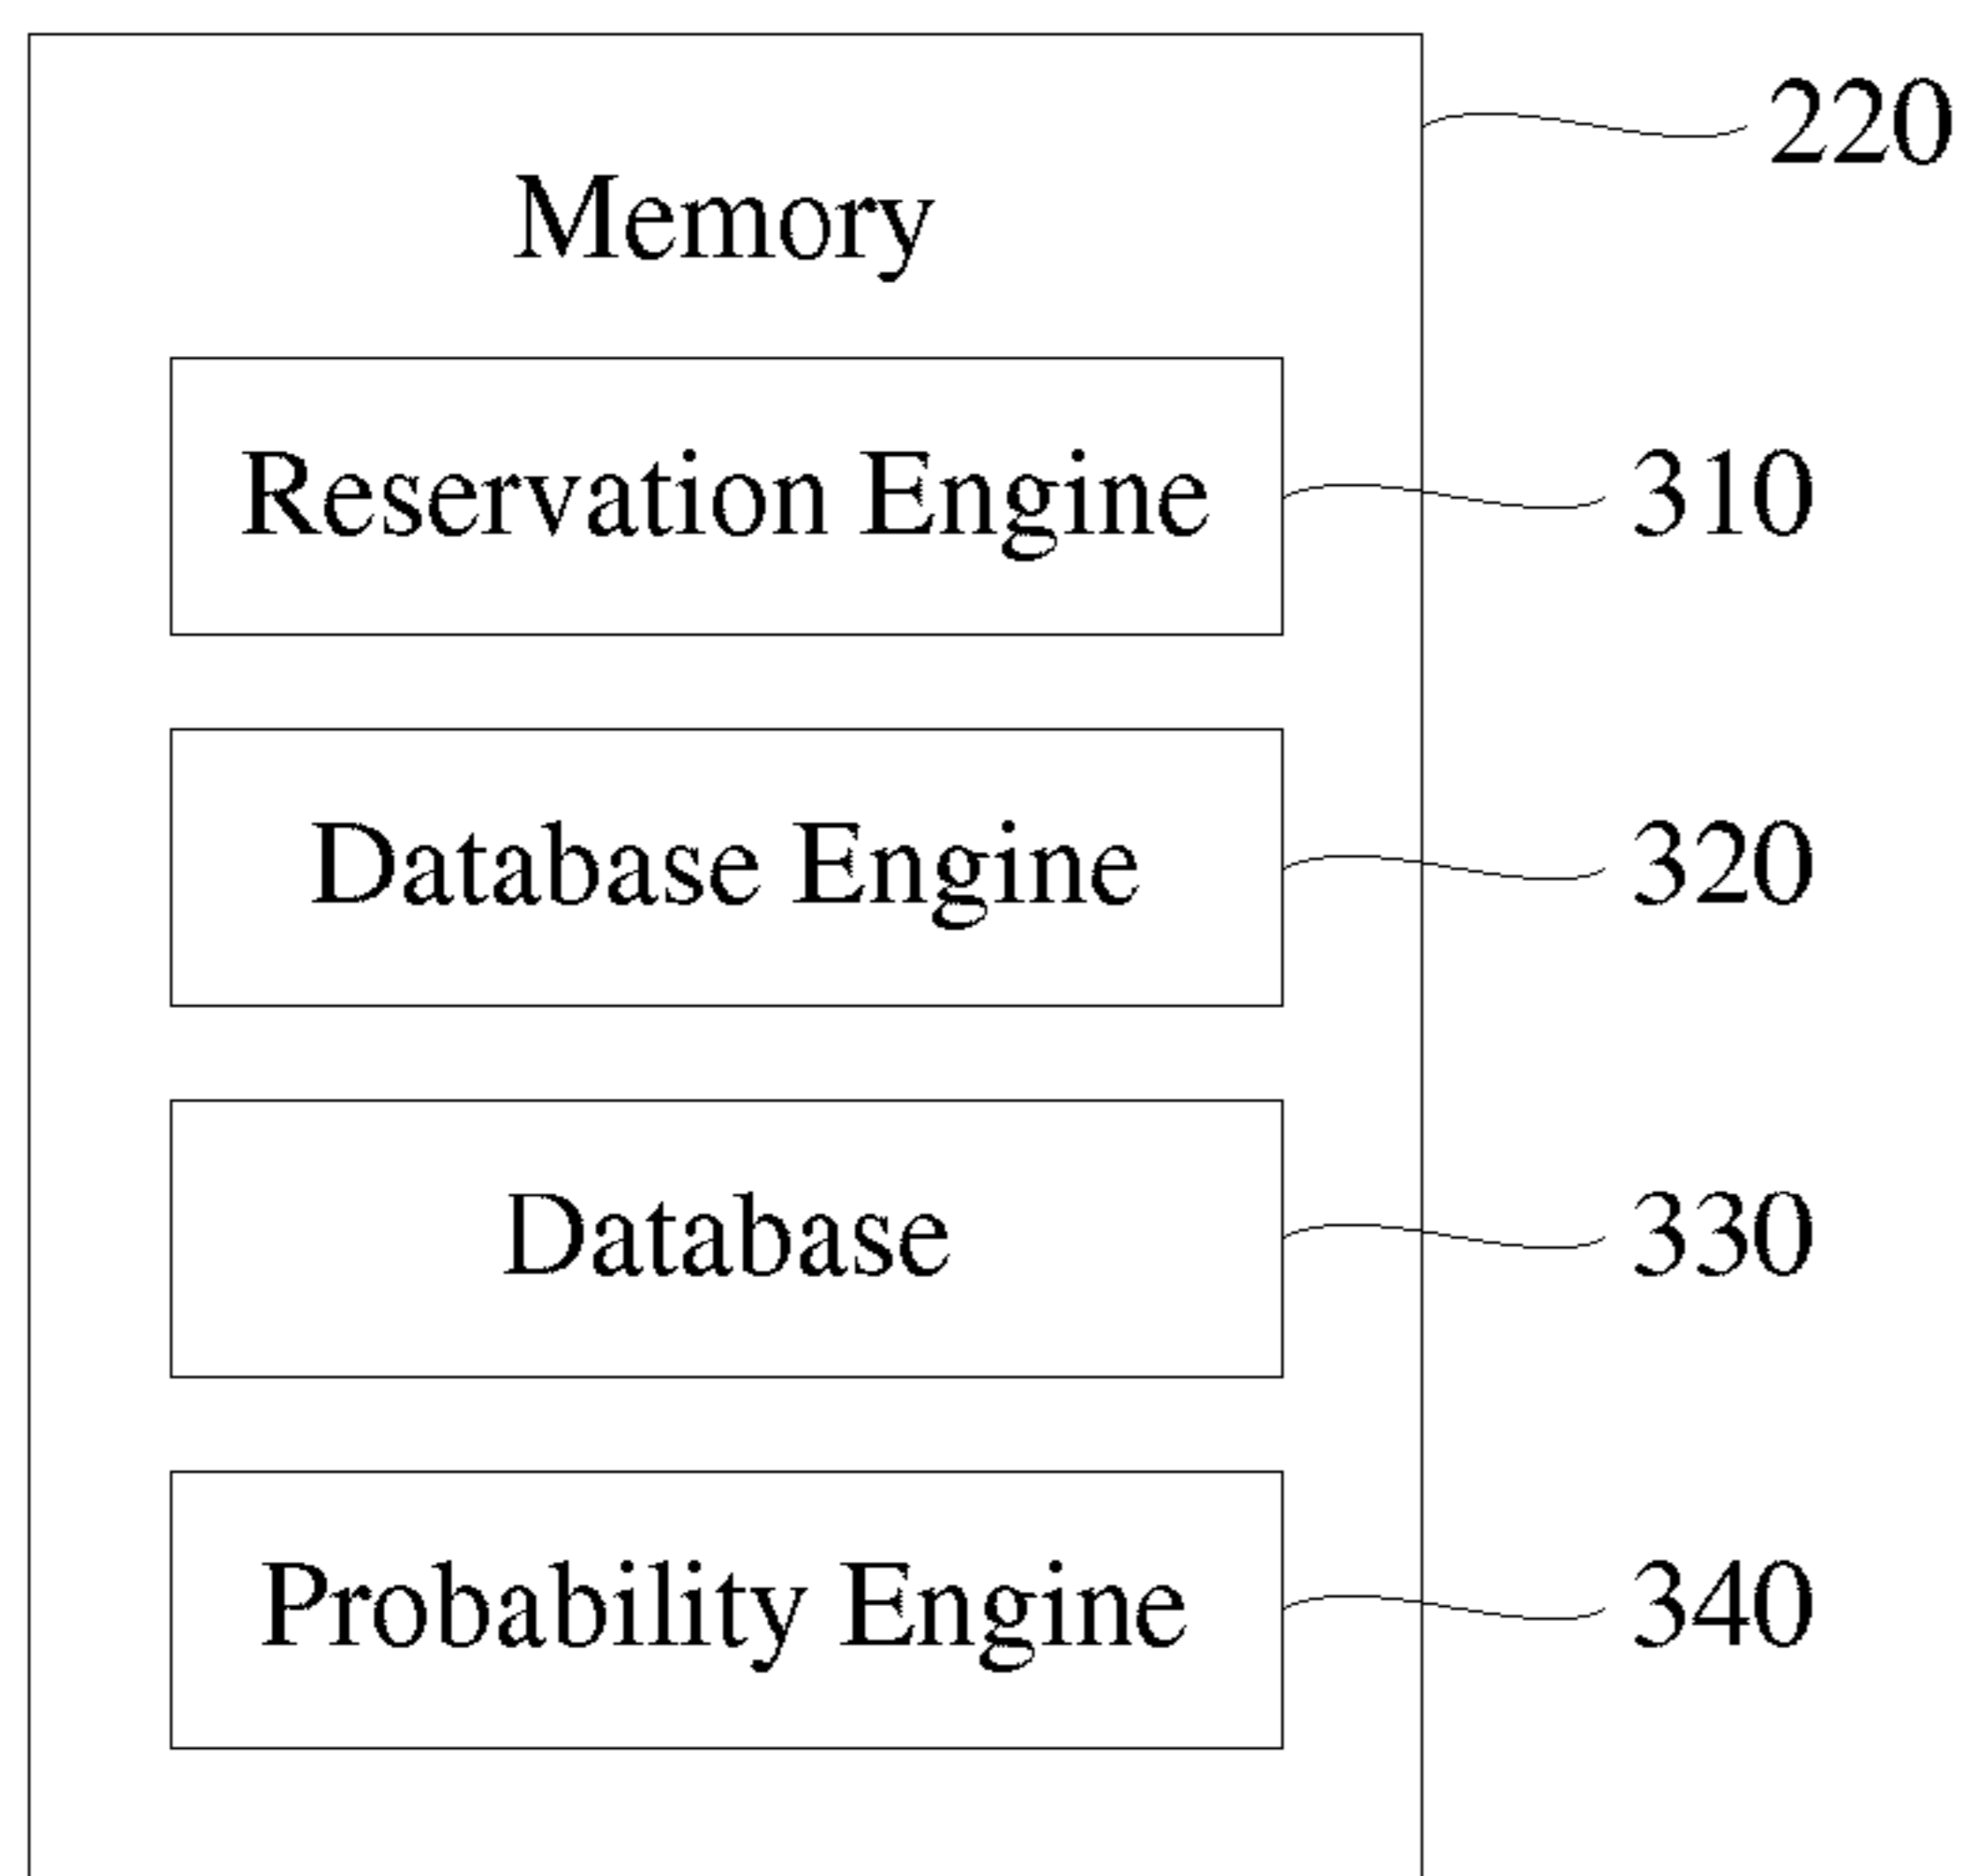 220
Memory
Reservation Engine 310
Database Engine 320
Database 330
Probability Engine 340